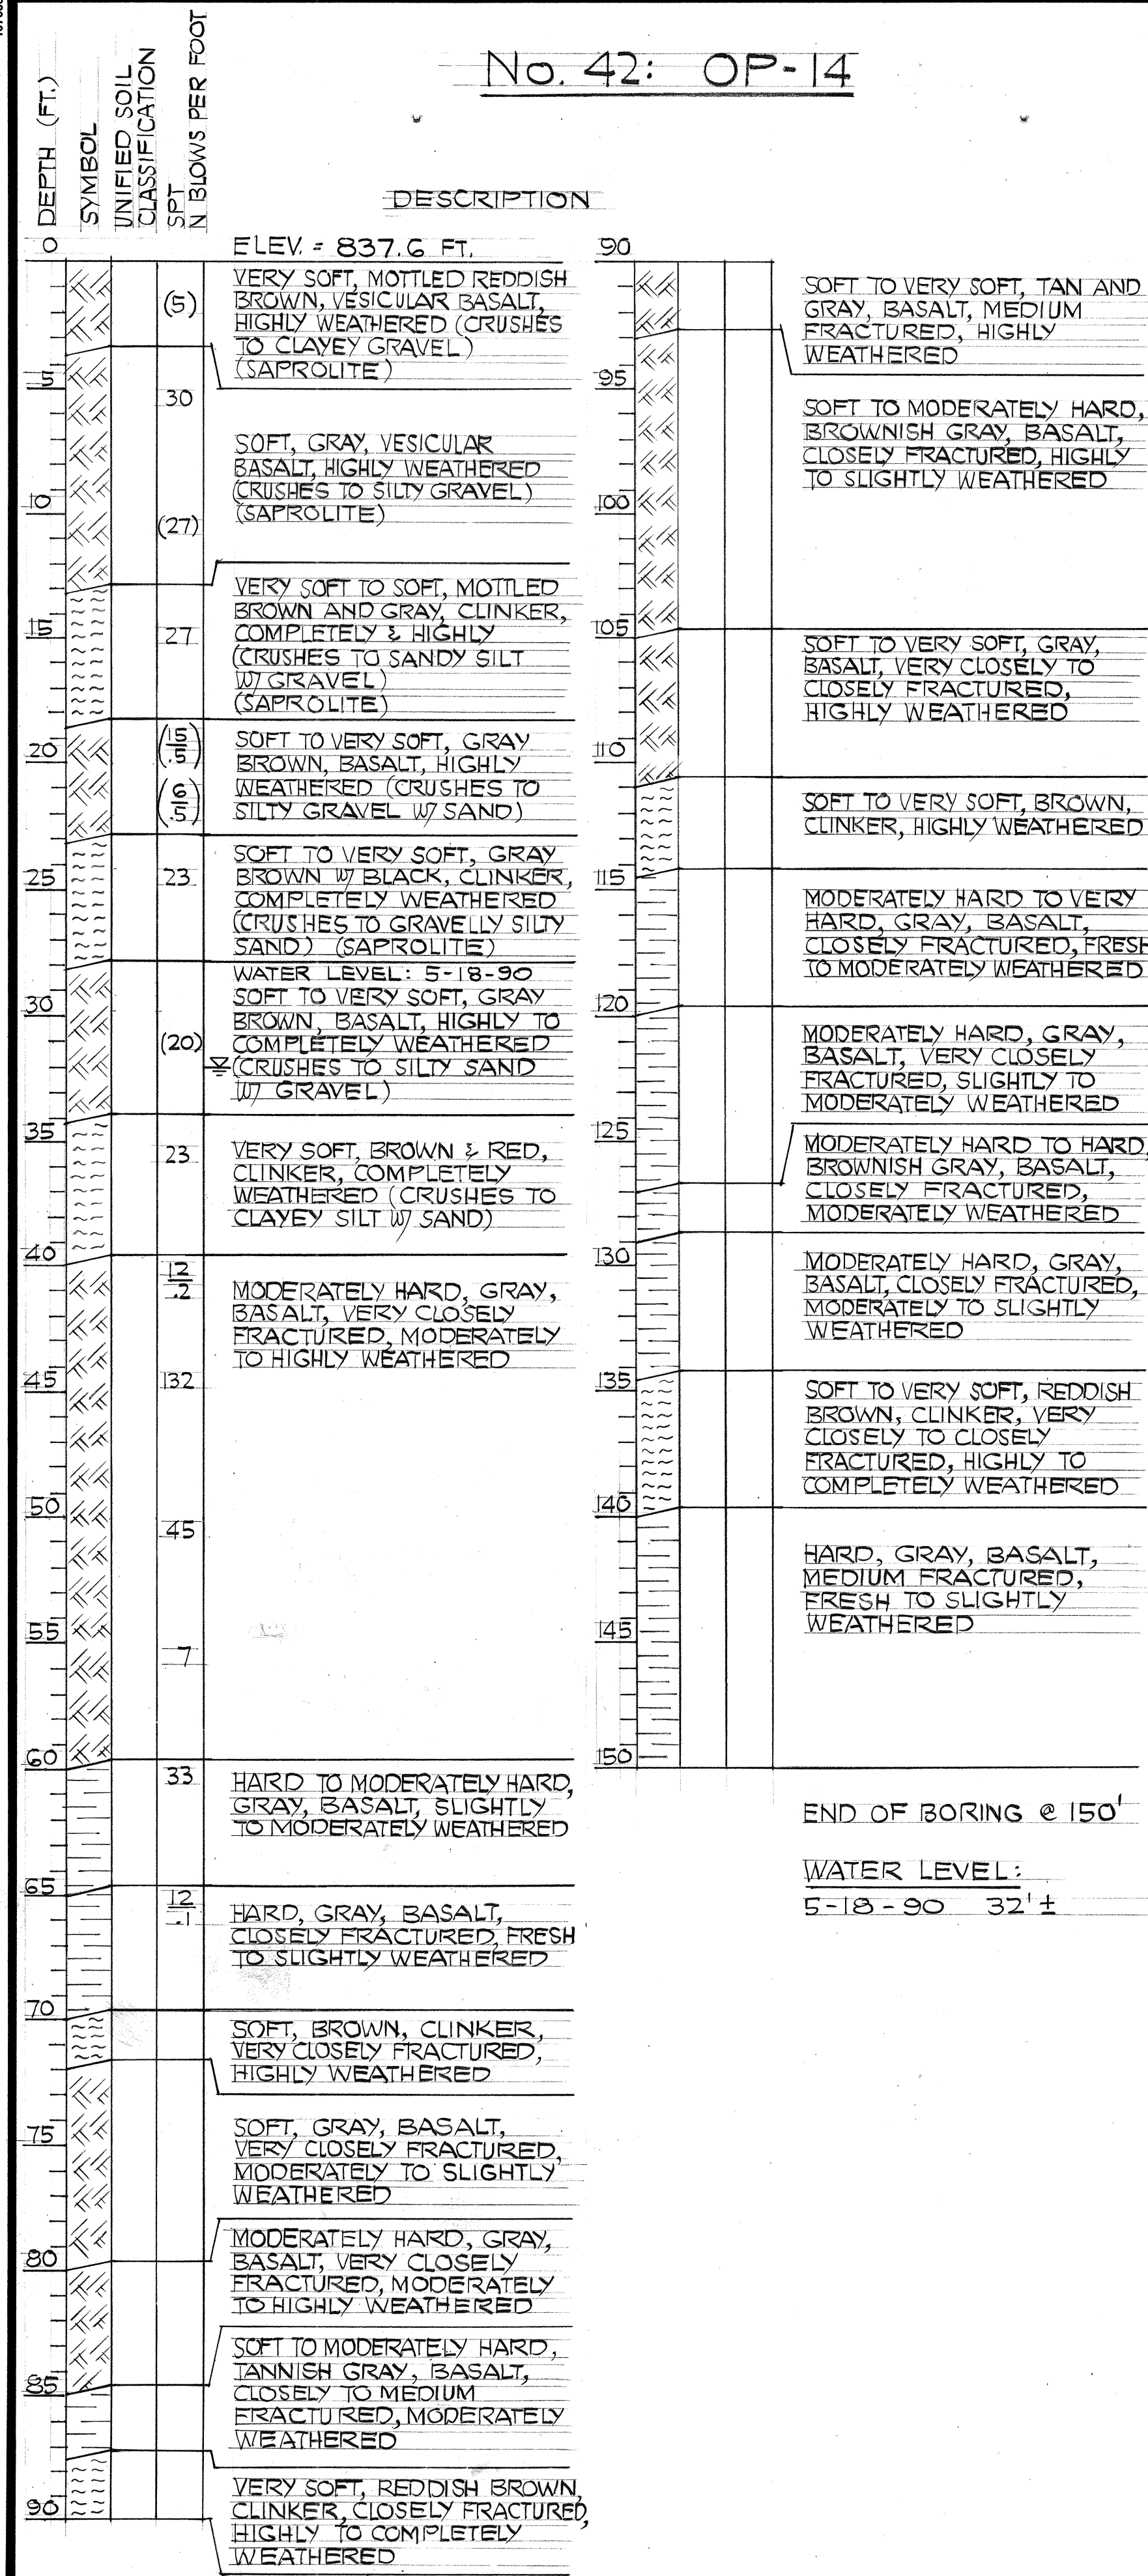 No. 42: OP-14
DEPTH (FT.)
SYMBOL
UNIFIED SOIL
CLASSIFICATION
SPT
N BLOWS PER FOOT
DESCRIPTION
0
ELEV. = 837.6 FT.
VERY SOFT, MOTTLED REDDISH
BROWN, VESICULAR BASALT,
(5)
HIGHLY WEATHERED (CRUSHES
TO CLAYEY GRAVEL)
(SAPROLITE)
5
30
SOFT, GRAY, VESICULAR
BASALT, HIGHLY WEATHERED
(CRUSHES TO SILTY GRAVEL)
10
(SAPROLITE)
(27)
VERY SOFT TO SOFT, MOTTLED
BROWN AND GRAY, CLINKER,
15
27
COMPLETELY & HIGHLY
(CRUSHES TO SANDY SILT
W/ GRAVEL)
(SAPROLITE)
20
(15/.5)
SOFT TO VERY SOFT, GRAY
BROWN, BASALT, HIGHLY
(6/.5)
WEATHERED (CRUSHES TO
SILTY GRAVEL W/ SAND)
SOFT TO VERY SOFT, GRAY
25
23
BROWN W/ BLACK, CLINKER,
COMPLETELY WEATHERED
(CRUSHES TO GRAVELLY SILTY
SAND) (SAPROLITE)
WATER LEVEL: 5-18-90
30
SOFT TO VERY SOFT, GRAY
BROWN, BASALT, HIGHLY TO
(20)
COMPLETELY WEATHERED
(CRUSHES TO SILTY SAND
W/ GRAVEL)
35
23
VERY SOFT, BROWN & RED,
CLINKER, COMPLETELY
WEATHERED (CRUSHES TO
CLAYEY SILT W/ SAND)
40
12/.2
MODERATELY HARD, GRAY,
BASALT, VERY CLOSELY
FRACTURED, MODERATELY
TO HIGHLY WEATHERED
45
132
50
45
55
7
60
33
HARD TO MODERATELY HARD,
GRAY, BASALT, SLIGHTLY
TO MODERATELY WEATHERED
65
12/.1
HARD, GRAY, BASALT,
CLOSELY FRACTURED, FRESH
TO SLIGHTLY WEATHERED
70
SOFT, BROWN, CLINKER,
VERY CLOSELY FRACTURED,
HIGHLY WEATHERED
75
SOFT, GRAY, BASALT,
VERY CLOSELY FRACTURED,
MODERATELY TO SLIGHTLY
WEATHERED
80
MODERATELY HARD, GRAY,
BASALT, VERY CLOSELY
FRACTURED, MODERATELY
TO HIGHLY WEATHERED
85
SOFT TO MODERATELY HARD,
TANNISH GRAY, BASALT,
CLOSELY TO MEDIUM
FRACTURED, MODERATELY
WEATHERED
90
VERY SOFT, REDDISH BROWN,
CLINKER, CLOSELY FRACTURED,
HIGHLY TO COMPLETELY
WEATHERED
90
SOFT TO VERY SOFT, TAN AND
GRAY, BASALT, MEDIUM
FRACTURED, HIGHLY
WEATHERED
95
SOFT TO MODERATELY HARD,
BROWNISH GRAY, BASALT,
CLOSELY FRACTURED, HIGHLY
TO SLIGHTLY WEATHERED
100
105
SOFT TO VERY SOFT, GRAY,
BASALT, VERY CLOSELY TO
CLOSELY FRACTURED,
HIGHLY WEATHERED
110
SOFT TO VERY SOFT, BROWN,
CLINKER, HIGHLY WEATHERED
115
MODERATELY HARD TO VERY
HARD, GRAY, BASALT,
CLOSELY FRACTURED, FRESH
TO MODERATELY WEATHERED
120
MODERATELY HARD, GRAY,
BASALT, VERY CLOSELY
FRACTURED, SLIGHTLY TO
MODERATELY WEATHERED
125
MODERATELY HARD TO HARD,
BROWNISH GRAY, BASALT,
CLOSELY FRACTURED,
MODERATELY WEATHERED
130
MODERATELY HARD, GRAY,
BASALT, CLOSELY FRACTURED,
MODERATELY TO SLIGHTLY
WEATHERED
135
SOFT TO VERY SOFT, REDDISH
BROWN, CLINKER, VERY
CLOSELY TO CLOSELY
FRACTURED, HIGHLY TO
COMPLETELY WEATHERED
140
HARD, GRAY, BASALT,
MEDIUM FRACTURED,
FRESH TO SLIGHTLY
WEATHERED
145
150
END OF BORING @ 150'
WATER LEVEL:
5-18-90 32'±